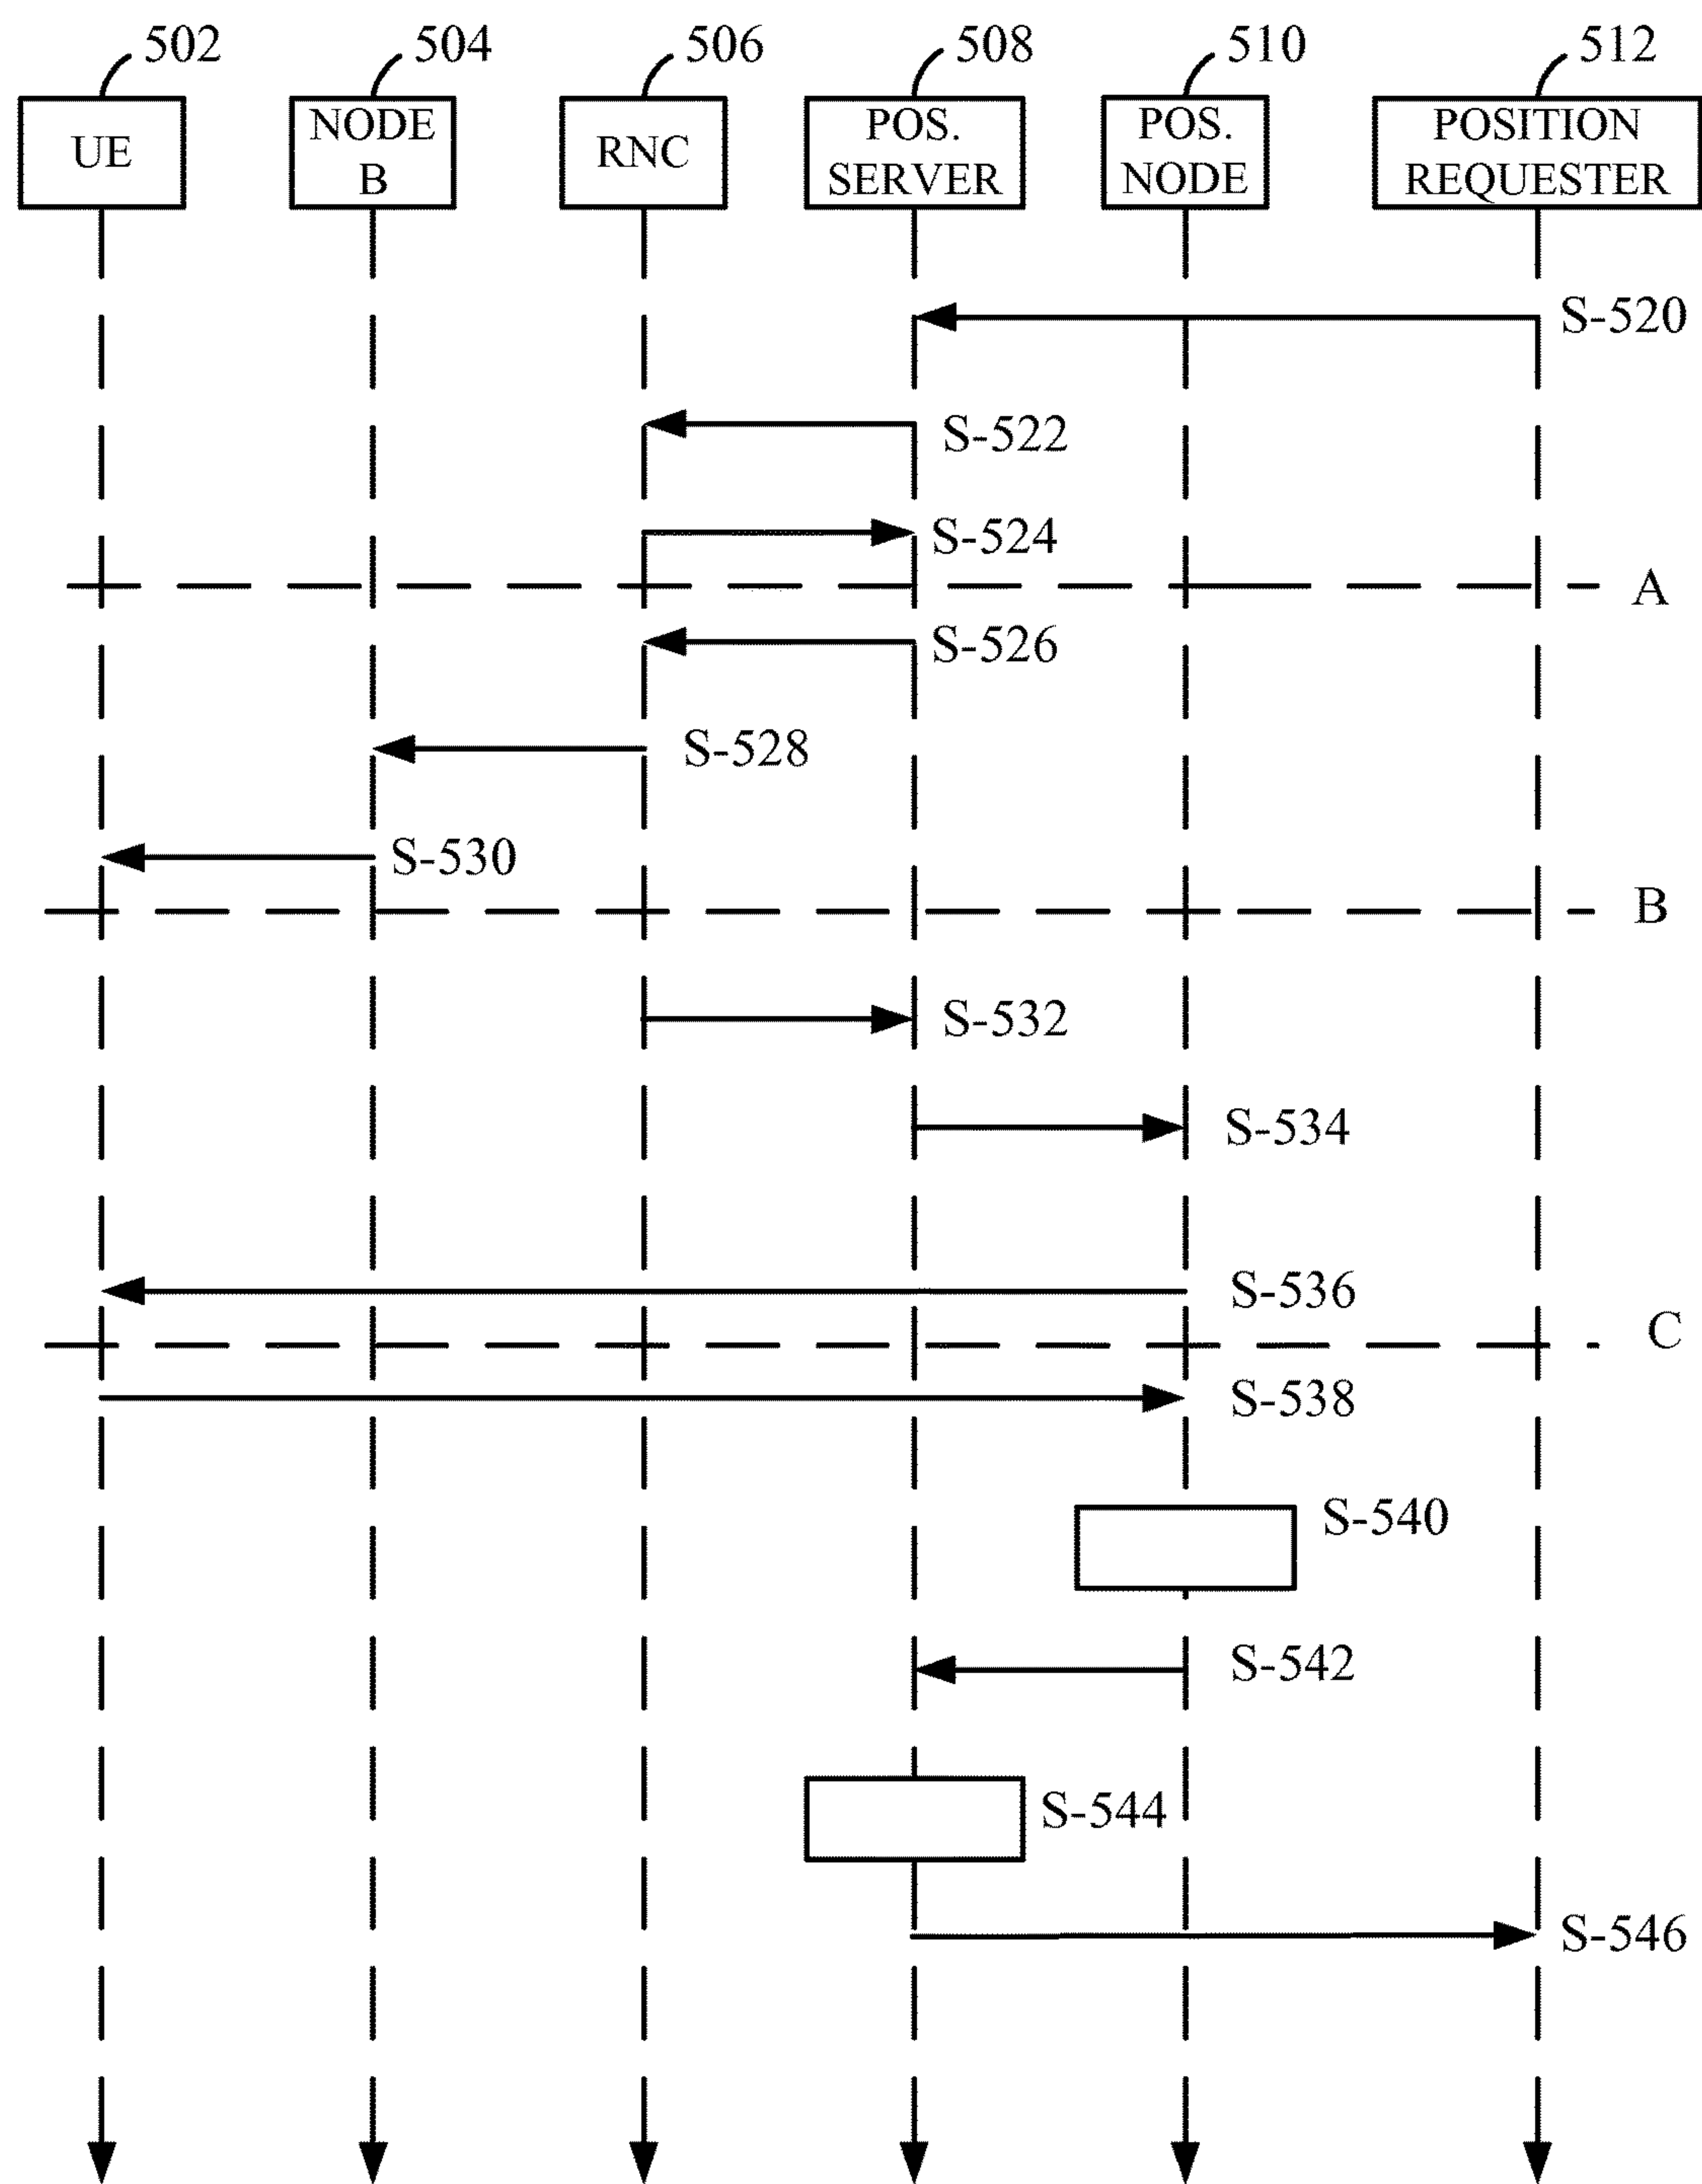 502
504
506
508
510
512
UE
NODE
B
RNC
POS.
SERVER
POS.
NODE
POSITION
REQUESTER
S-520
S-522
S-524
A
S-526
S-528
S-530
B
S-532
S-534
S-536
C
S-538
S-540
S-542
S-544
S-546